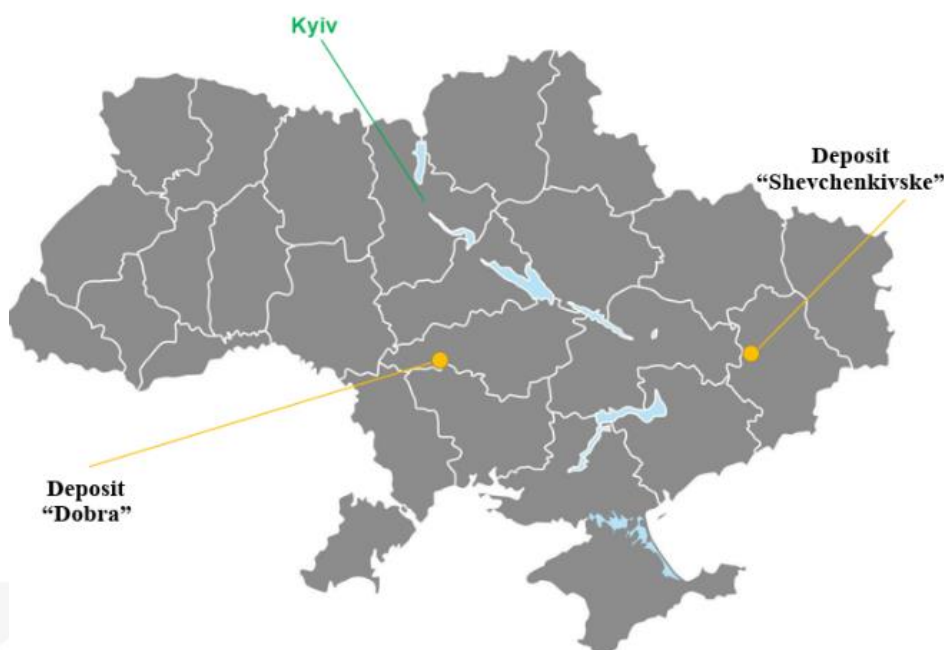 Kyiv
Deposit
“Shevchenkivske”
Deposit
“Dobra”